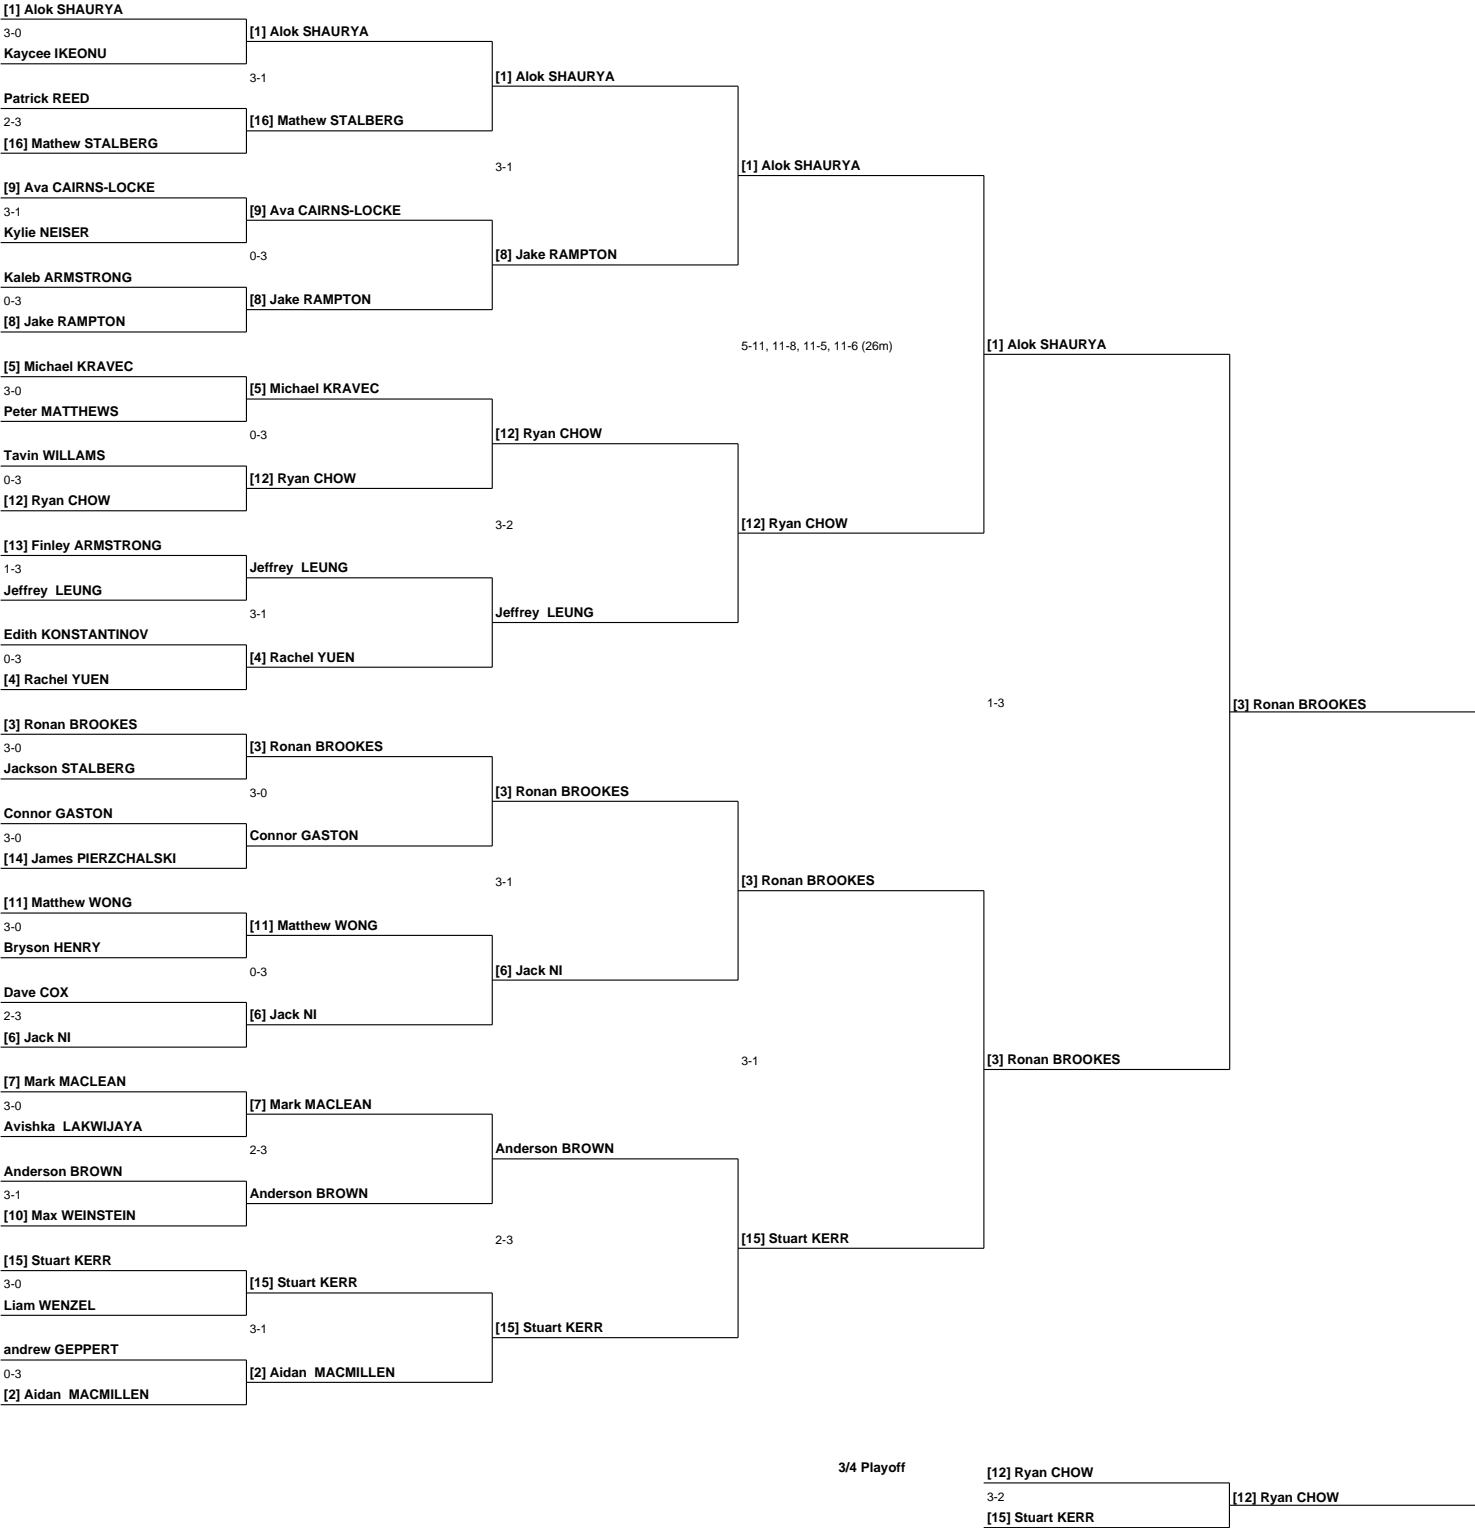 [1] Alok SHAURYA
3-0
Kaycee IKEONU
Patrick REED
2-3
[16] Mathew STALBERG
[9] Ava CAIRNS-LOCKE
3-1
Kylie NEISER
Kaleb ARMSTRONG
0-3
[8] Jake RAMPTON
[5] Michael KRAVEC
3-0
Peter MATTHEWS
Tavin WILLAMS
0-3
[12] Ryan CHOW
[13] Finley ARMSTRONG
1-3
Jeffrey  LEUNG
Edith KONSTANTINOV
0-3
[4] Rachel YUEN
[3] Ronan BROOKES
3-0
Jackson STALBERG
Connor GASTON
3-0
[14] James PIERZCHALSKI
[11] Matthew WONG
3-0
Bryson HENRY
Dave COX
2-3
[6] Jack NI
[7] Mark MACLEAN
3-0
Avishka  LAKWIJAYA
Anderson BROWN
3-1
[10] Max WEINSTEIN
[15] Stuart KERR
3-0
Liam WENZEL
andrew GEPPERT
0-3
[2] Aidan  MACMILLEN
[1] Alok SHAURYA
3-1
[16] Mathew STALBERG
[9] Ava CAIRNS-LOCKE
0-3
[8] Jake RAMPTON
[5] Michael KRAVEC
0-3
[12] Ryan CHOW
Jeffrey  LEUNG
3-1
[4] Rachel YUEN
[3] Ronan BROOKES
3-0
Connor GASTON
[11] Matthew WONG
0-3
[6] Jack NI
[7] Mark MACLEAN
2-3
Anderson BROWN
[15] Stuart KERR
3-1
[2] Aidan  MACMILLEN
[1] Alok SHAURYA
3-1
[8] Jake RAMPTON
[12] Ryan CHOW
3-2
Jeffrey  LEUNG
[3] Ronan BROOKES
3-1
[6] Jack NI
Anderson BROWN
2-3
[15] Stuart KERR
[1] Alok SHAURYA
5-11, 11-8, 11-5, 11-6 (26m)
[12] Ryan CHOW
[3] Ronan BROOKES
3-1
[15] Stuart KERR
[1] Alok SHAURYA
1-3
[3] Ronan BROOKES
[3] Ronan BROOKES
3/4 Playoff
[12] Ryan CHOW
3-2
[15] Stuart KERR
[12] Ryan CHOW